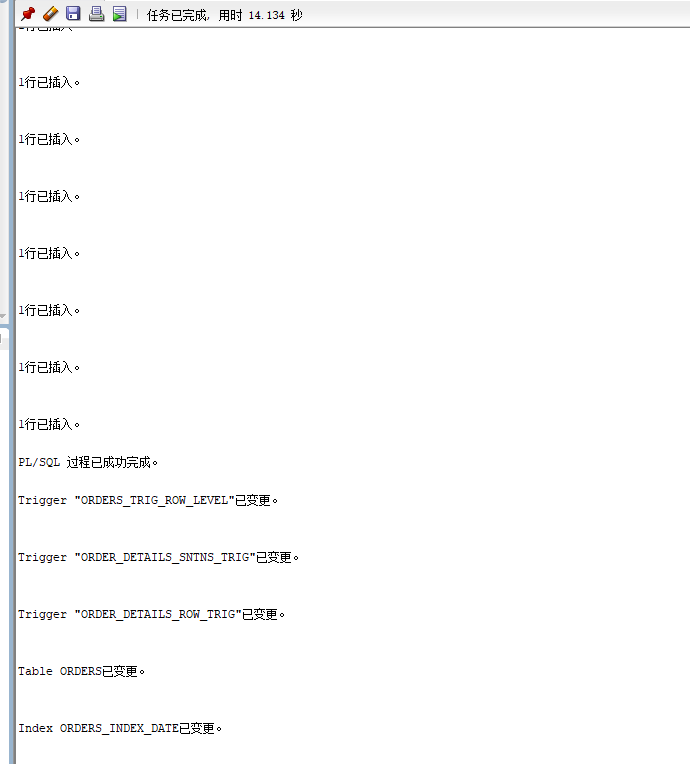 任务已完成, 用时 14.134 秒
1行已插入。
1行已插入。
1行已插入。
1行已插入。
1行已插入。
1行已插入。
1行已插入。
1行已插入。
PL/SQL 过程已成功完成。
Trigger "ORDERS_TRIG_ROW_LEVEL"已变更。
Trigger "ORDER_DETAILS_SNTNS_TRIG"已变更。
Trigger "ORDER_DETAILS_ROW_TRIG"已变更。
Table ORDERS已变更。
Index ORDERS_INDEX_DATE已变更。